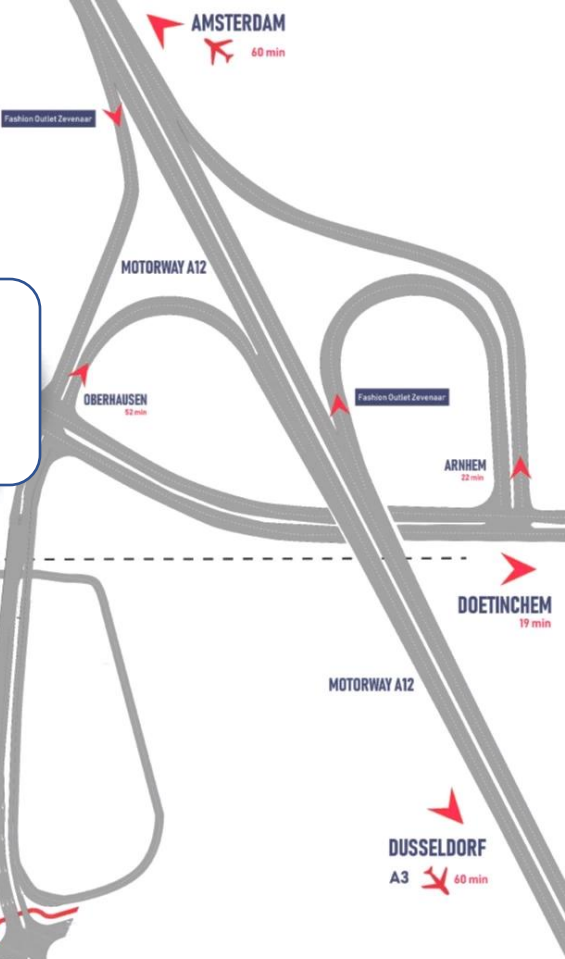 AMSTERDAM
60 min
Fashion Outlet Zevenaar
MOTORWAY A12
OBERHAUSEN
52 min
Fashion Outlet Zevenaar
ARNHEM
22 min
DOETINCHEM
19 min
MOTORWAY A12
DUSSELDORF
A3 60 min